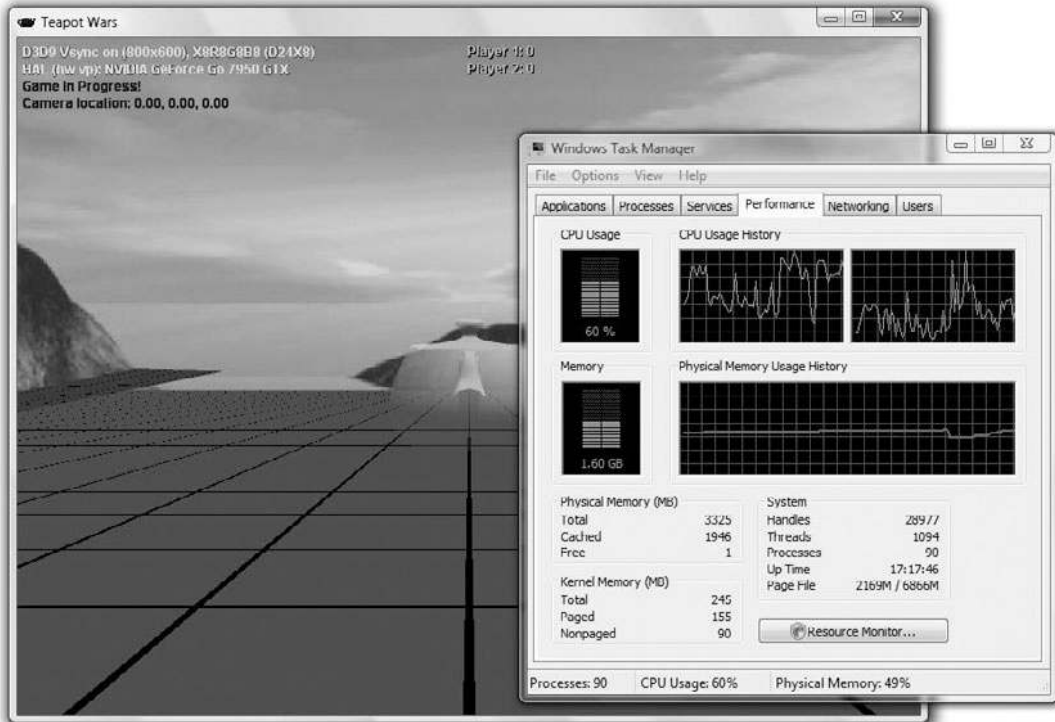 Teapot Wars
D3D9 Vsync on (800x600), X8R8G8B8 (D24X8)
HAL (hw vp): NVIDIA GeForce Go 7950 GTX
Game in Progress!
Camera location: 0.00, 0.00, 0.00
Player 1: 0
Player 2: 0
Windows Task Manager
File Options View Help
Applications Processes Services Performance Networking Users
CPU Usage CPU Usage History
60 %
Memory Physical Memory Usage History
1.60 GB
Physical Memory (MB)
Total 3325
Cached 1946
Free 1
Kernel Memory (MB)
Total 245
Paged 155
Nonpaged 90
System
Handles 28977
Threads 1094
Processes 90
Up Time 17:17:46
Page File 2169M / 6866M
Resource Monitor...
Processes: 90 CPU Usage: 60% Physical Memory: 49%